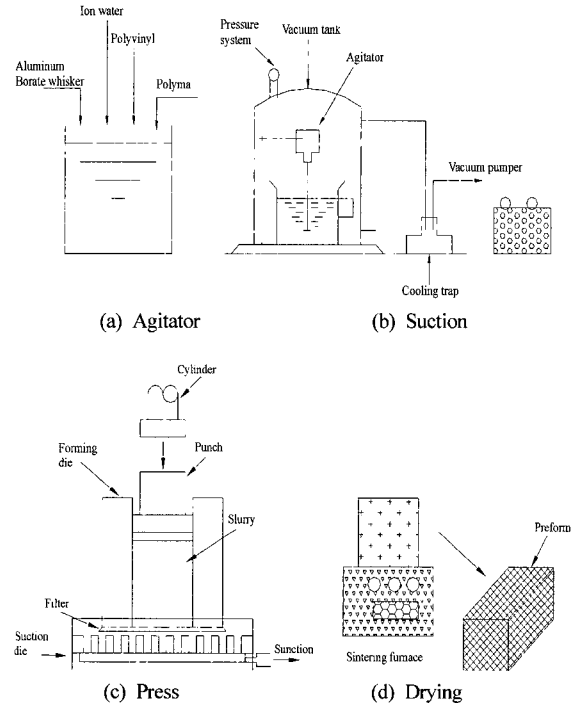 Ion water
Polyvinyl
Aluminum
Borate whisker
Polyma
(a) Agitator
Pressure
system
Vacuum tank
Agitator
Vacuum pumper
Cooling trap
(b) Suction
Cylinder
Forming
die
Punch
Slurry
Filter
Suction
die
Sunction
(c) Press
Preform
Sintering furnace
(d) Drying